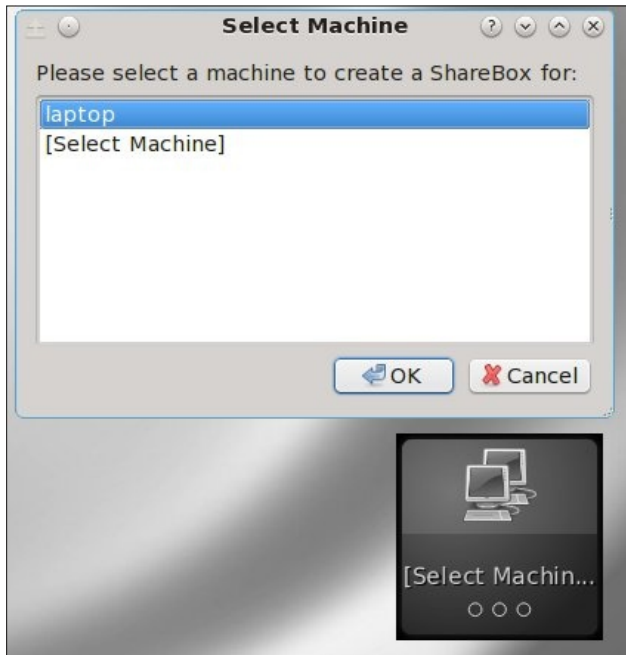 Select Machine
Please select a machine to create a ShareBox for:
laptop
[Select Machine]
OK
Cancel
[Select Machin...